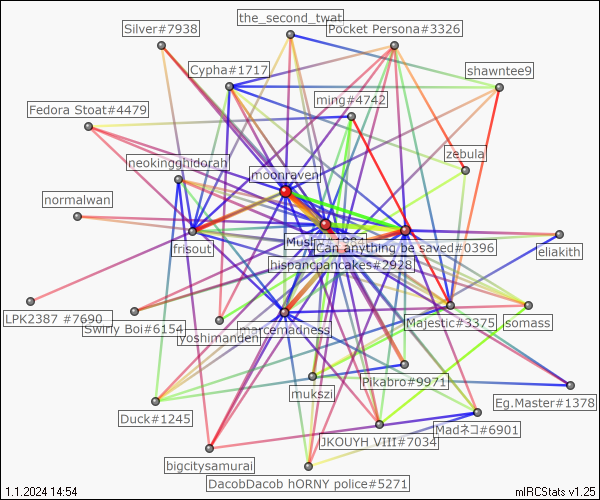 the_second_twat
Silver#7938
Pocket Persona#3326
Cypha#1717
shawntee9
ming#4742
Fedora Stoat#4479
zebula
neokingghidorah
moonraven
normalwan
Can anything be saved#0396
frisout
eliakith
hispancpancakes#2928
LPK2387 #7690
Swirly Boi#6154
yoshimanden
marcemadness
Majestic#3375
somass
Pikabro#9971
mukszi
Eg.Master#1378
Duck#1245
Madネコ#6901
JKOUYH VIII#7034
bigcitysamurai
DacobDacob hORNY police#5271
1.1.2024 14:54
mIRCStats v1.25